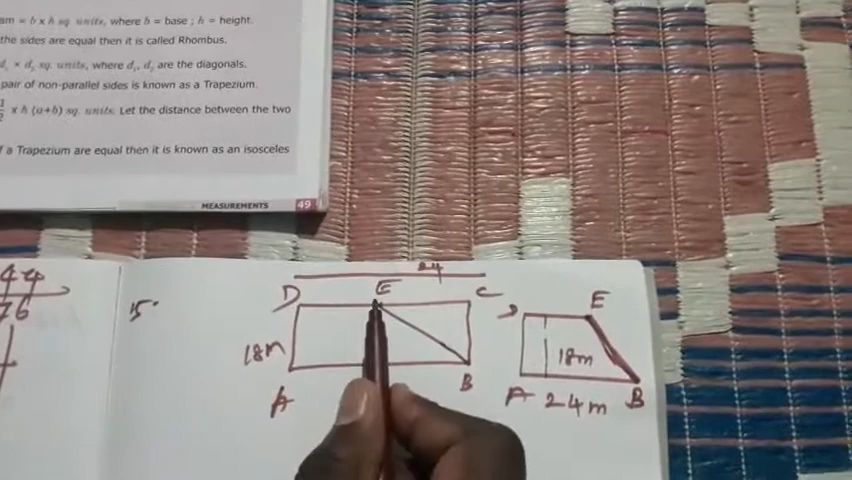 am = b x h sq. units, where b = base ; h = height.
the sides are equal then it is called Rhombus.
d₁ × d₂ sq. units, where d₁, d₂ are the diagonals.
pair of non-parallel sides is known as a Trapezium.
1/2 x h (a+b) sq. units. Let the distance between the two
f a Trapezium are equal then it is known as an isosceles
MEASUREMENTS 49
44
76
15.
24
D E C
18m
A B
D E
18m
A 24m B